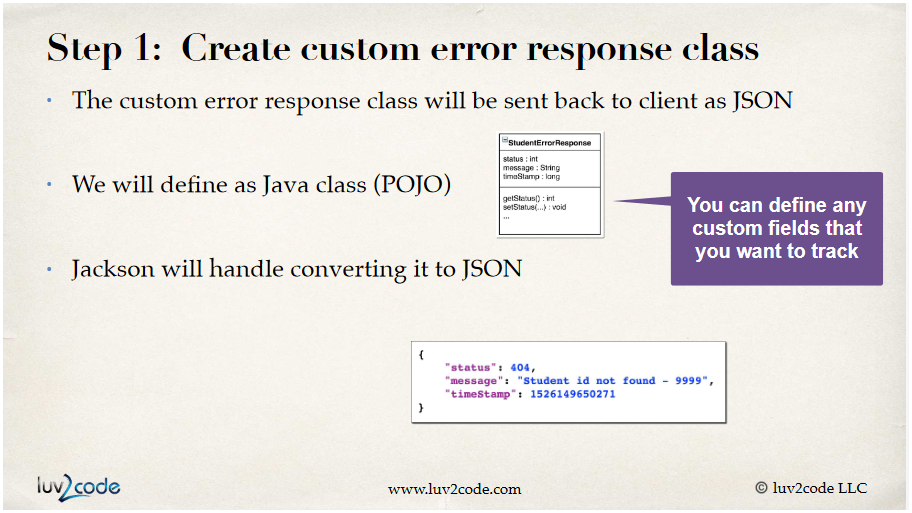 Step 1: Create custom error response class
• The custom error response class will be sent back to client as JSON
StudentErrorResponse
status : int
message : String
timeStamp : long
getStatus() : int
setStatus(...) : void
...
• We will define as Java class (POJO)
You can define any
custom fields that
you want to track
• Jackson will handle converting it to JSON
{
"status": 404,
"message": "Student id not found - 9999",
"timeStamp": 1526149650271
}
luv2code
www.luv2code.com
© luv2code LLC